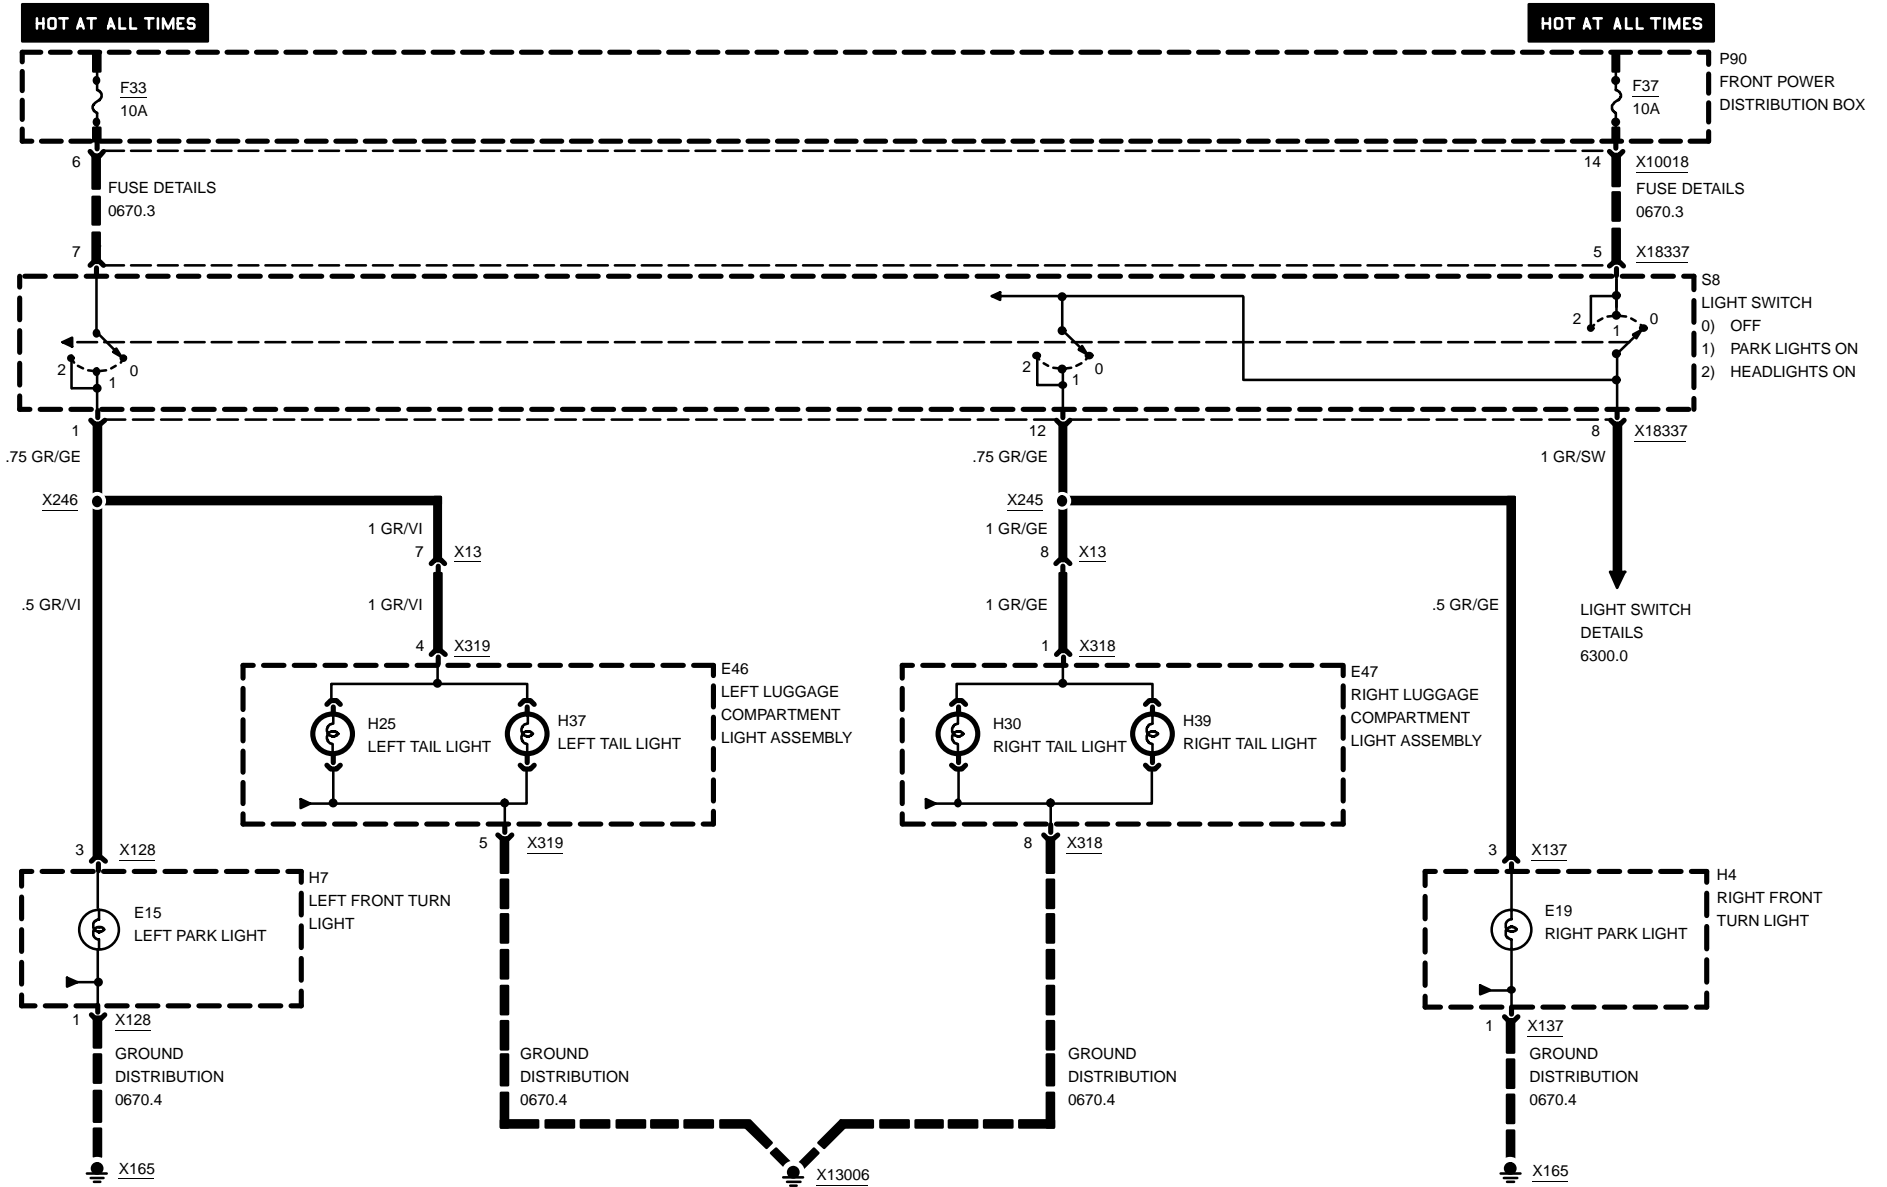 HOT AT ALL TIMES
HOT AT ALL TIMES
F33
10A
F37
10A
P90
FRONT POWER
DISTRIBUTION BOX
6
14
X10018
FUSE DETAILS
0670.3
FUSE DETAILS
0670.3
7
5
X18337
S8
LIGHT SWITCH
0) OFF
1) PARK LIGHTS ON
2) HEADLIGHTS ON
2
1
0
2
1
0
2
1
0
1
12
8
X18337
.75 GR/GE
.75 GR/GE
1 GR/SW
X246
X245
1 GR/VI
1 GR/GE
7
X13
8
X13
.5 GR/VI
1 GR/VI
1 GR/GE
.5 GR/GE
LIGHT SWITCH
DETAILS
6300.0
4
X319
1
X318
E46
LEFT LUGGAGE
COMPARTMENT
LIGHT ASSEMBLY
E47
RIGHT LUGGAGE
COMPARTMENT
LIGHT ASSEMBLY
H25
LEFT TAIL LIGHT
H37
LEFT TAIL LIGHT
H30
RIGHT TAIL LIGHT
H39
RIGHT TAIL LIGHT
5
X319
8
X318
3
X128
3
X137
H7
LEFT FRONT TURN
LIGHT
H4
RIGHT FRONT
TURN LIGHT
E15
LEFT PARK LIGHT
E19
RIGHT PARK LIGHT
1
X128
1
X137
GROUND
DISTRIBUTION
0670.4
GROUND
DISTRIBUTION
0670.4
GROUND
DISTRIBUTION
0670.4
GROUND
DISTRIBUTION
0670.4
X165
X13006
X165